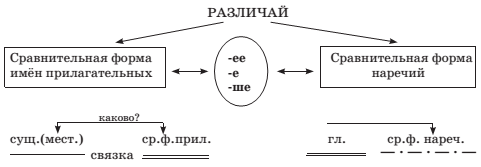 РАЗЛИЧАЙ
Сравнительная форма
имён прилагательных
-ее
-е
-ше
Сравнительная форма
наречий
каково?
сущ.(мест.) ср.ф.прил.
связка
гл. ср.ф. нареч.